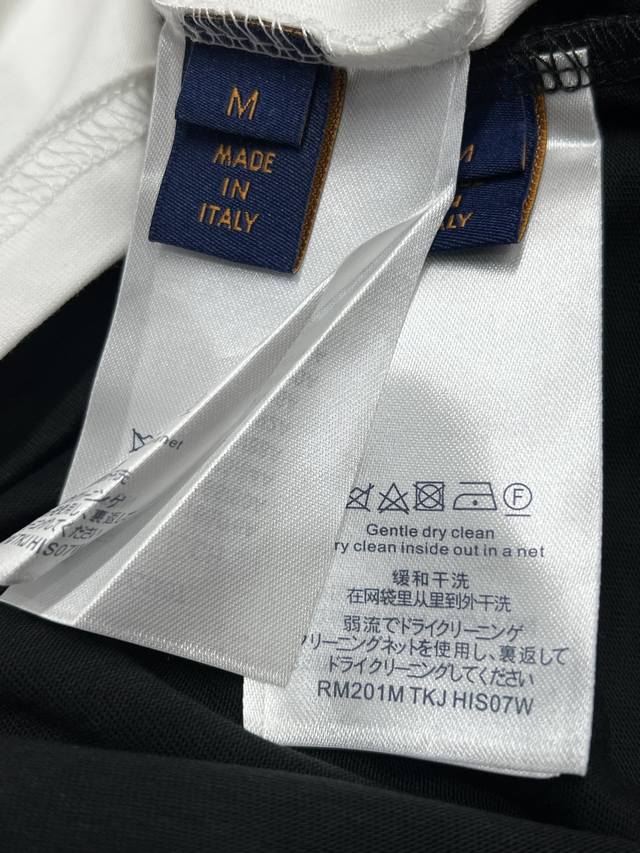 M
MADE
IN
ITALY
M
ALY
net
F
Gentle dry clean
ry clean inside out in a net
缓和干洗
在网袋里从里到外干洗
弱流でドライクリーニング
クリーニングネットを使用し、裏返して
ドライクリーニングしてください
RM201M TKJ HIS07W